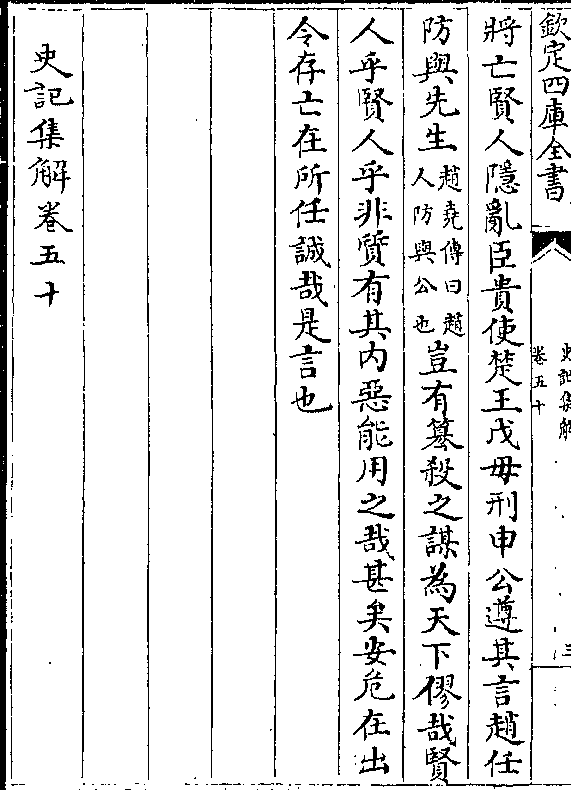 欽定四庫全書
史記集解
卷五十
三
將亡賢人隱亂臣貴使楚王戊毋刑申公遵其言趙任
防與先生趙堯傳曰趙
人防與公也豈有簒殺之謀為天下僇哉賢
人乎賢人乎非質有其内惡能用之哉甚矣安危在出
令存亡在所任誠哉是言也
史記集解卷五十